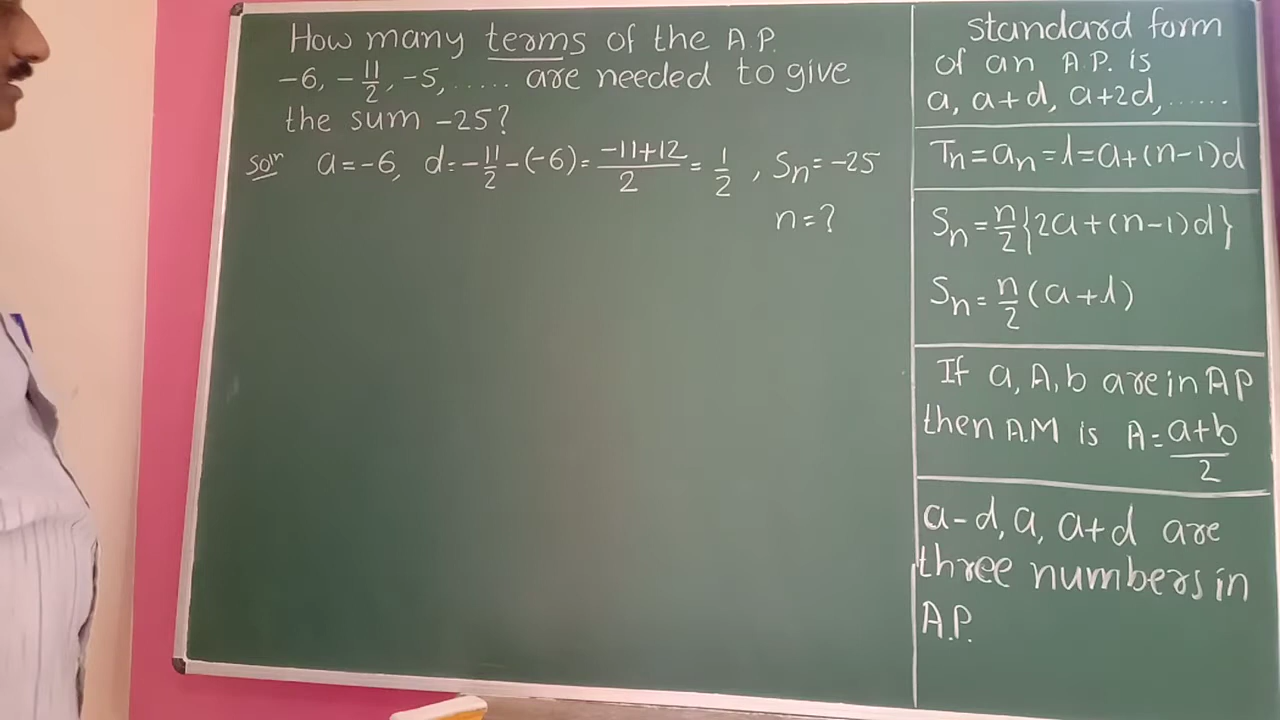 How many terms of the A.P.
-6, -11/2, -5, ..... are needed to give
the sum -25?
Solⁿ a=-6, d=-11/2-(-6)=(-11+12)/2=1/2, Sn=-25
n=?
standard form
of an A.P. is
a, a+d, a+2d, ......
Tn=an=l=a+(n-1)d
Sn=n/2{2a+(n-1)d}
Sn=n/2(a+l)
If a, A, b are in AP
then A.M is A=(a+b)/2
a-d, a, a+d are
three numbers in
A.P.